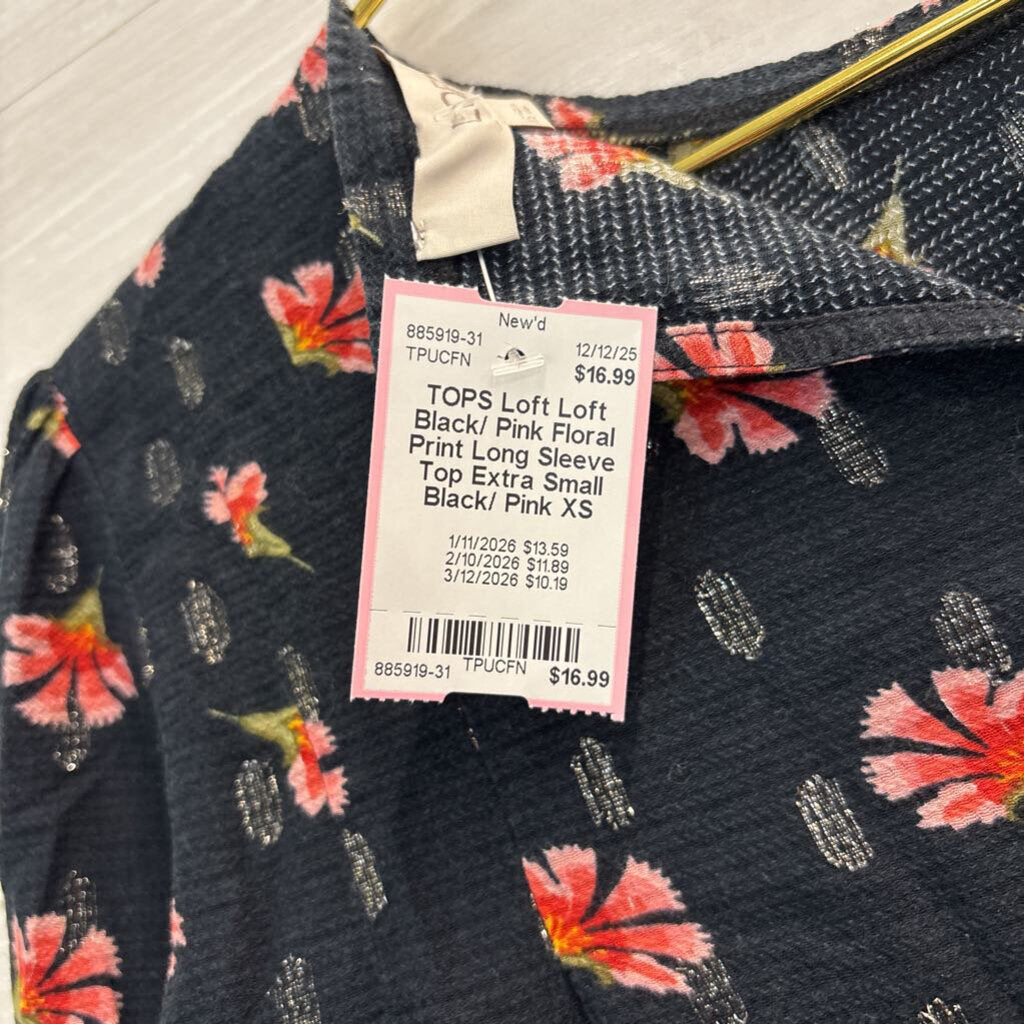 New'd
885919-31
TPUCFN
12/12/25
$16.99
TOPS Loft Loft
Black/ Pink Floral
Print Long Sleeve
Top Extra Small
Black/ Pink XS
1/11/2026 $13.59
2/10/2026 $11.89
3/12/2026 $10.19
885919-31 TPUCFN $16.99